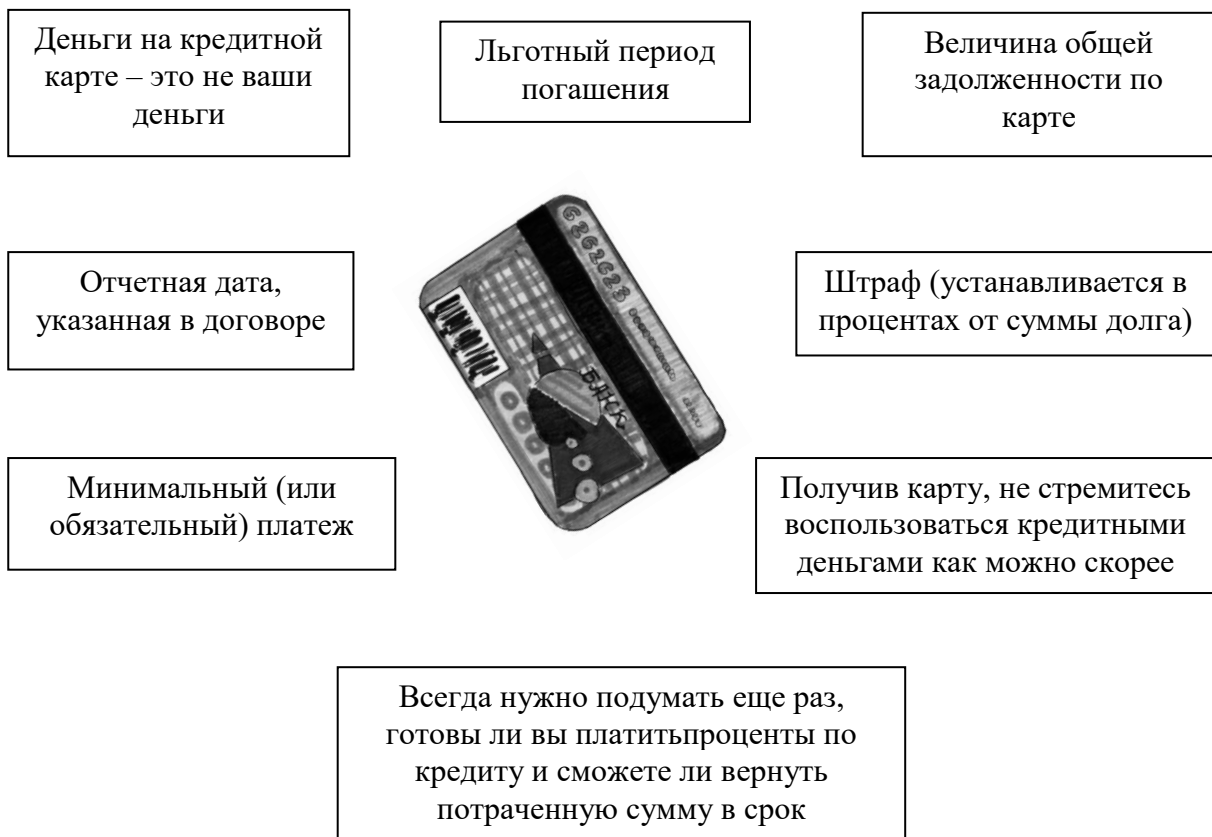 Деньги на кредитной
карте – это не ваши
деньги
Льготный период
погашения
Величина общей
задолженности по
карте
6262623
БАНК
Отчетная дата,
указанная в договоре
Штраф (устанавливается в
процентах от суммы долга)
Минимальный (или
обязательный) платеж
Получив карту, не стремитесь
воспользоваться кредитными
деньгами как можно скорее
Всегда нужно подумать еще раз,
готовы ли вы платитьпроценты по
кредиту и сможете ли вернуть
потраченную сумму в срок